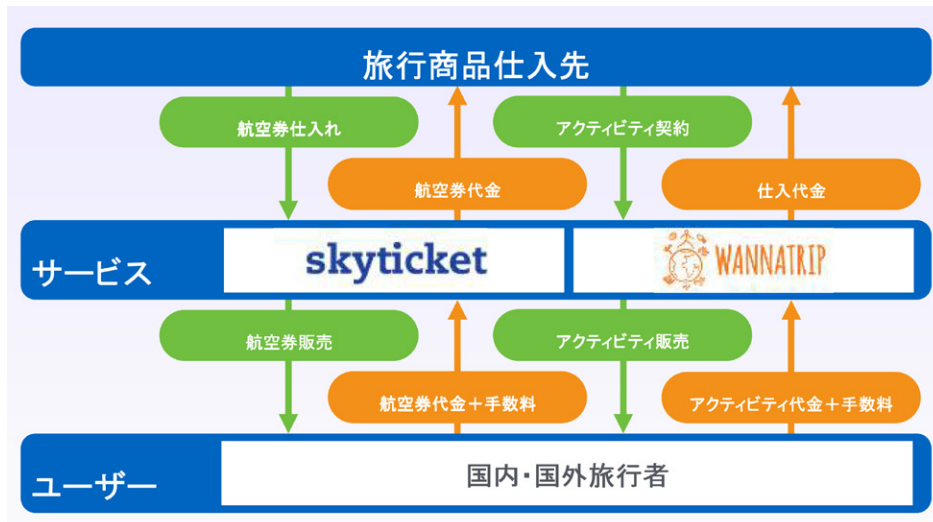 旅行商品仕入先
航空券仕入れ
アクティビティ契約
航空券代金
仕入代金
サービス
skyticket
WANNATRIP
航空券販売
アクティビティ販売
航空券代金＋手数料
アクティビティ代金＋手数料
ユーザー
国内・国外旅行者